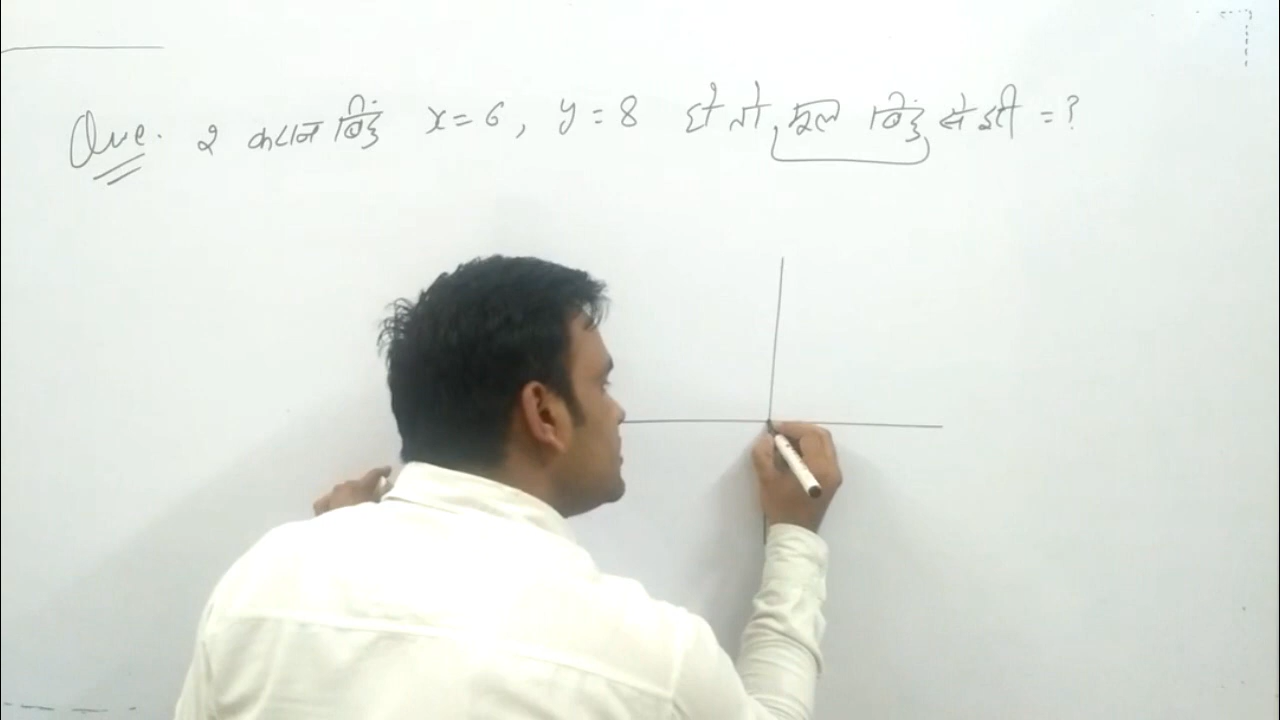 Que. 2 कटान बिंदु x = 6, y = 8 हो तो, मूल बिंदु से दूरी = ?